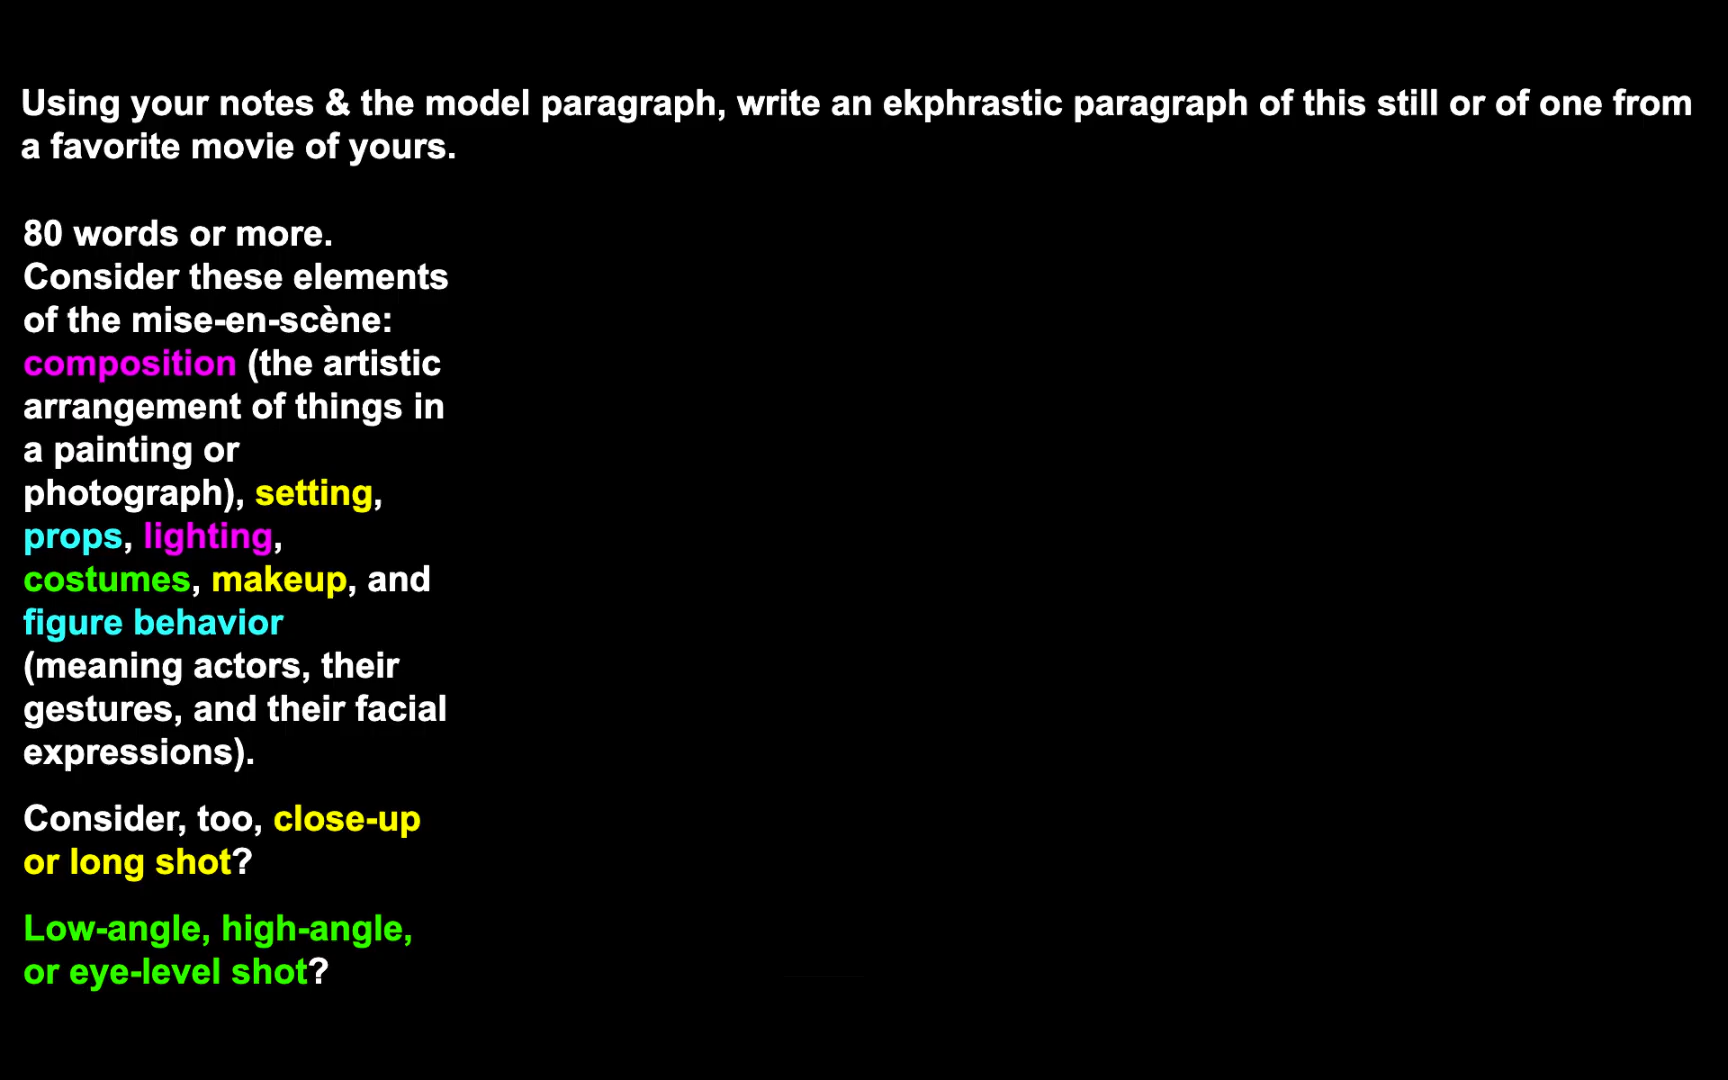 Using your notes & the model paragraph, write an ekphrastic paragraph of this still or of one from
a favorite movie of yours.
80 words or more.
Consider these elements
of the mise-en-scène:
composition (the artistic
arrangement of things in
a painting or
photograph), setting,
props, lighting,
costumes, makeup, and
figure behavior
(meaning actors, their
gestures, and their facial
expressions).
Consider, too, close-up
or long shot?
Low-angle, high-angle,
or eye-level shot?